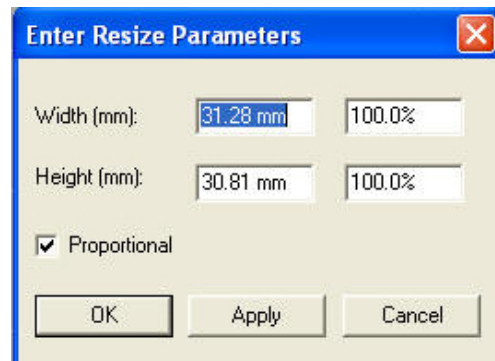 Enter Resize Parameters
Width (mm): 31.28 mm 100.0%
Height (mm): 30.81 mm 100.0%
Proportional
OK Apply Cancel